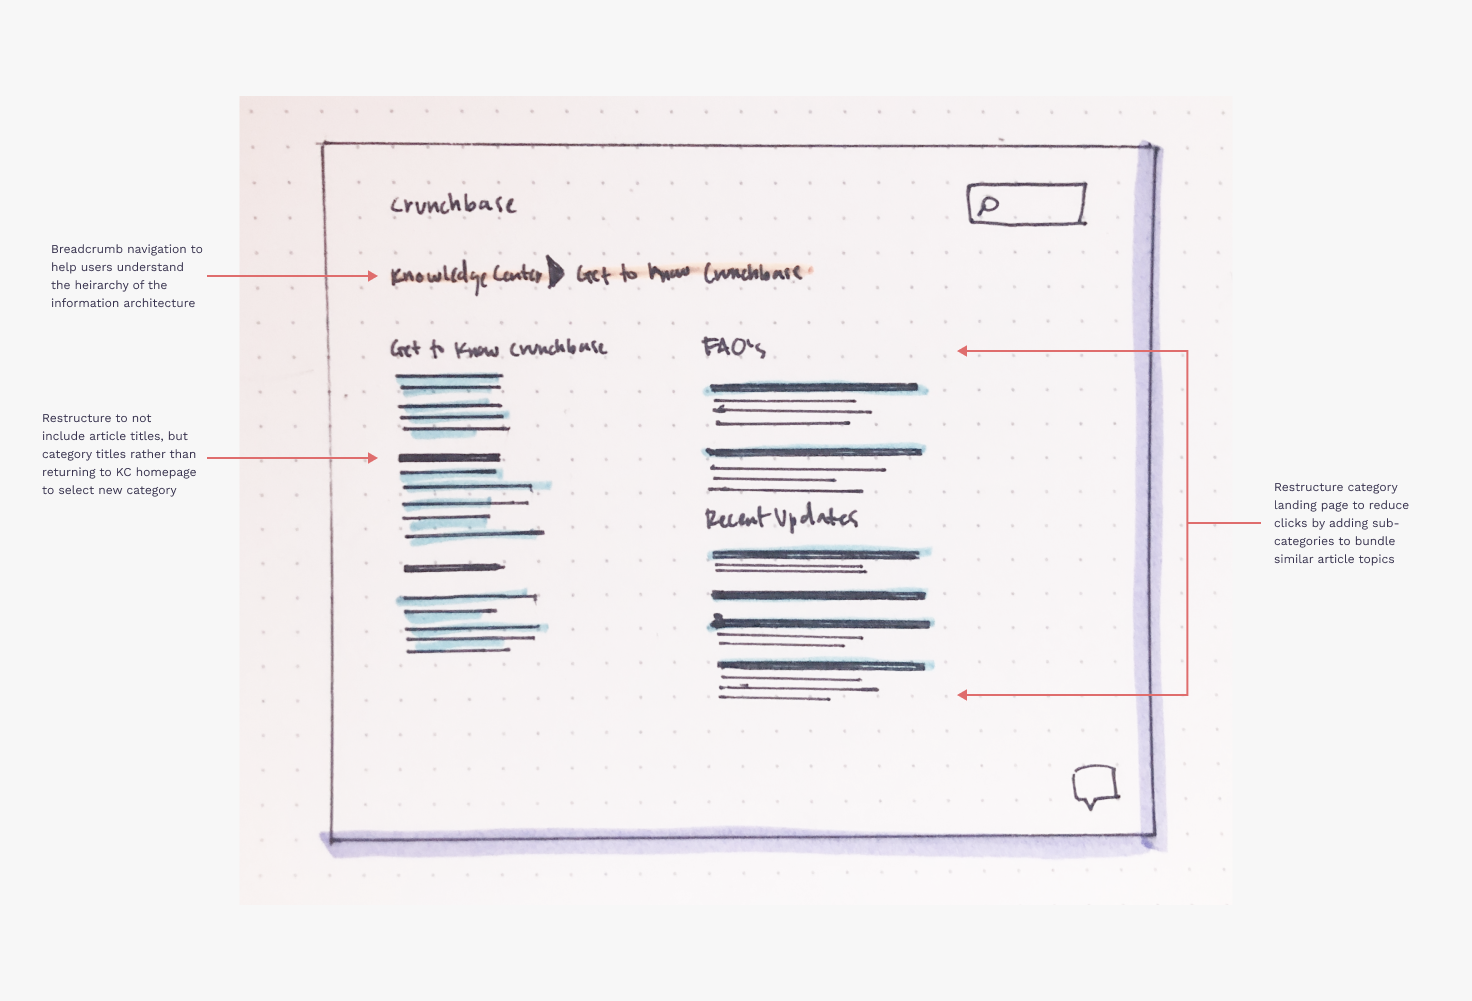 Crunchbase
Breadcrumb navigation to
help users understand
the heirarchy of the
information architecture
Knowledge Center Get to know Crunchbase
Get to Know Crunchbase
FAQ's
Restructure to not
include article titles, but
category titles rather than
returning to KC homepage
to select new category
Recent Updates
Restructure category
landing page to reduce
clicks by adding sub-
categories to bundle
similar article topics